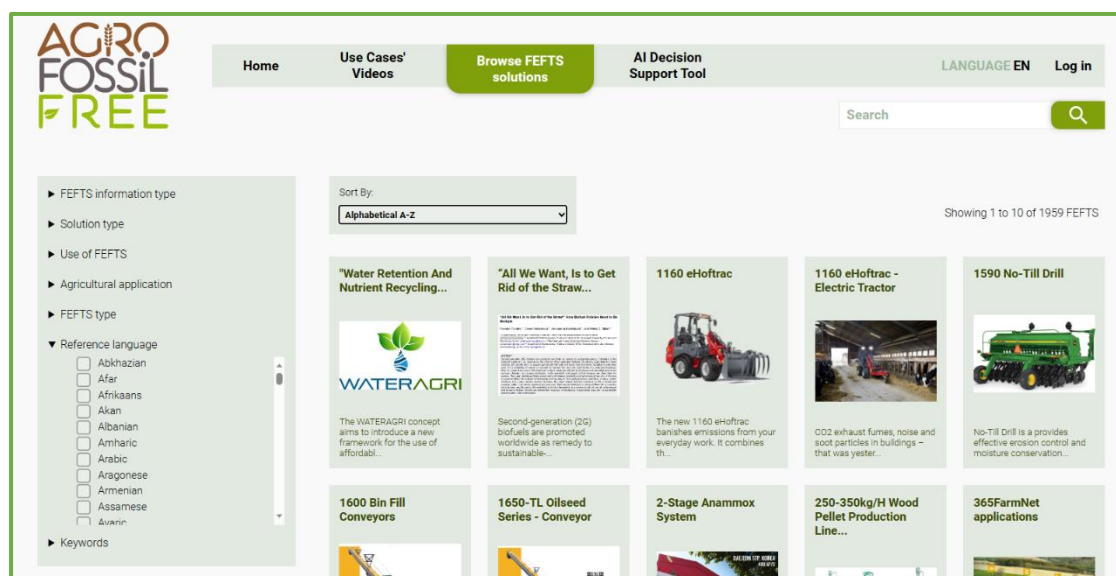 AGRO
FOSSIL
FREE
Home
Use Cases'
Videos
Browse FEFTS
solutions
AI Decision
Support Tool
LANGUAGE EN
Log in
Search
► FEFTS information type
► Solution type
► Use of FEFTS
► Agricultural application
► FEFTS type
▼ Reference language
Abkhazian
Afar
Afrikaans
Akan
Albanian
Amharic
Arabic
Aragonese
Armenian
Assamese
Avaric
► Keywords
Sort By:
Alphabetical A-Z
Showing 1 to 10 of 1959 FEFTS
"Water Retention And
Nutrient Recycling...
WATERAGRI
The WATERAGRI concept
aims to introduce a new
framework for the use of
affordabl...
"All We Want, Is to Get
Rid of the Straw...
Second-generation (2G)
biofuels are promoted
worldwide as remedy to
sustainable-...
1160 eHoftrac
The new 1160 eHoftrac
banishes emissions from your
everyday work. It combines
th...
1160 eHoftrac -
Electric Tractor
CO2 exhaust fumes, noise and
soot particles in buildings –
that was yester...
1590 No-Till Drill
No-Till Drill is a provides
effective erosion control and
moisture conservation...
1600 Bin Fill
Conveyors
1650-TL Oilseed
Series - Conveyor
2-Stage Anammox
System
250-350kg/H Wood
Pellet Production
Line...
365FarmNet
applications